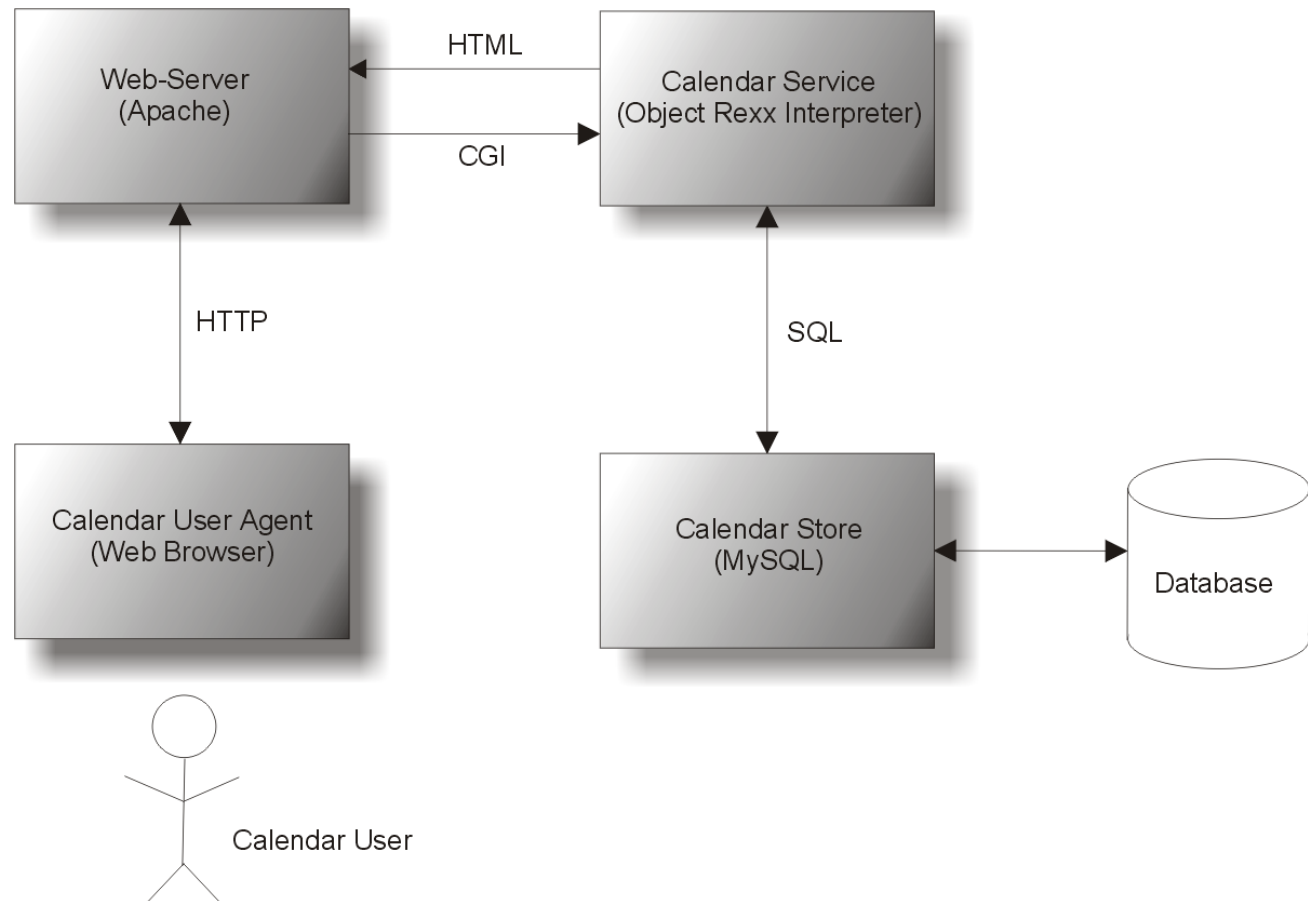 Web-Server
(Apache)
HTML
CGI
Calendar Service
(Object Rexx Interpreter)
HTTP
SQL
Calendar User Agent
(Web Browser)
Calendar Store
(MySQL)
Database
Calendar User